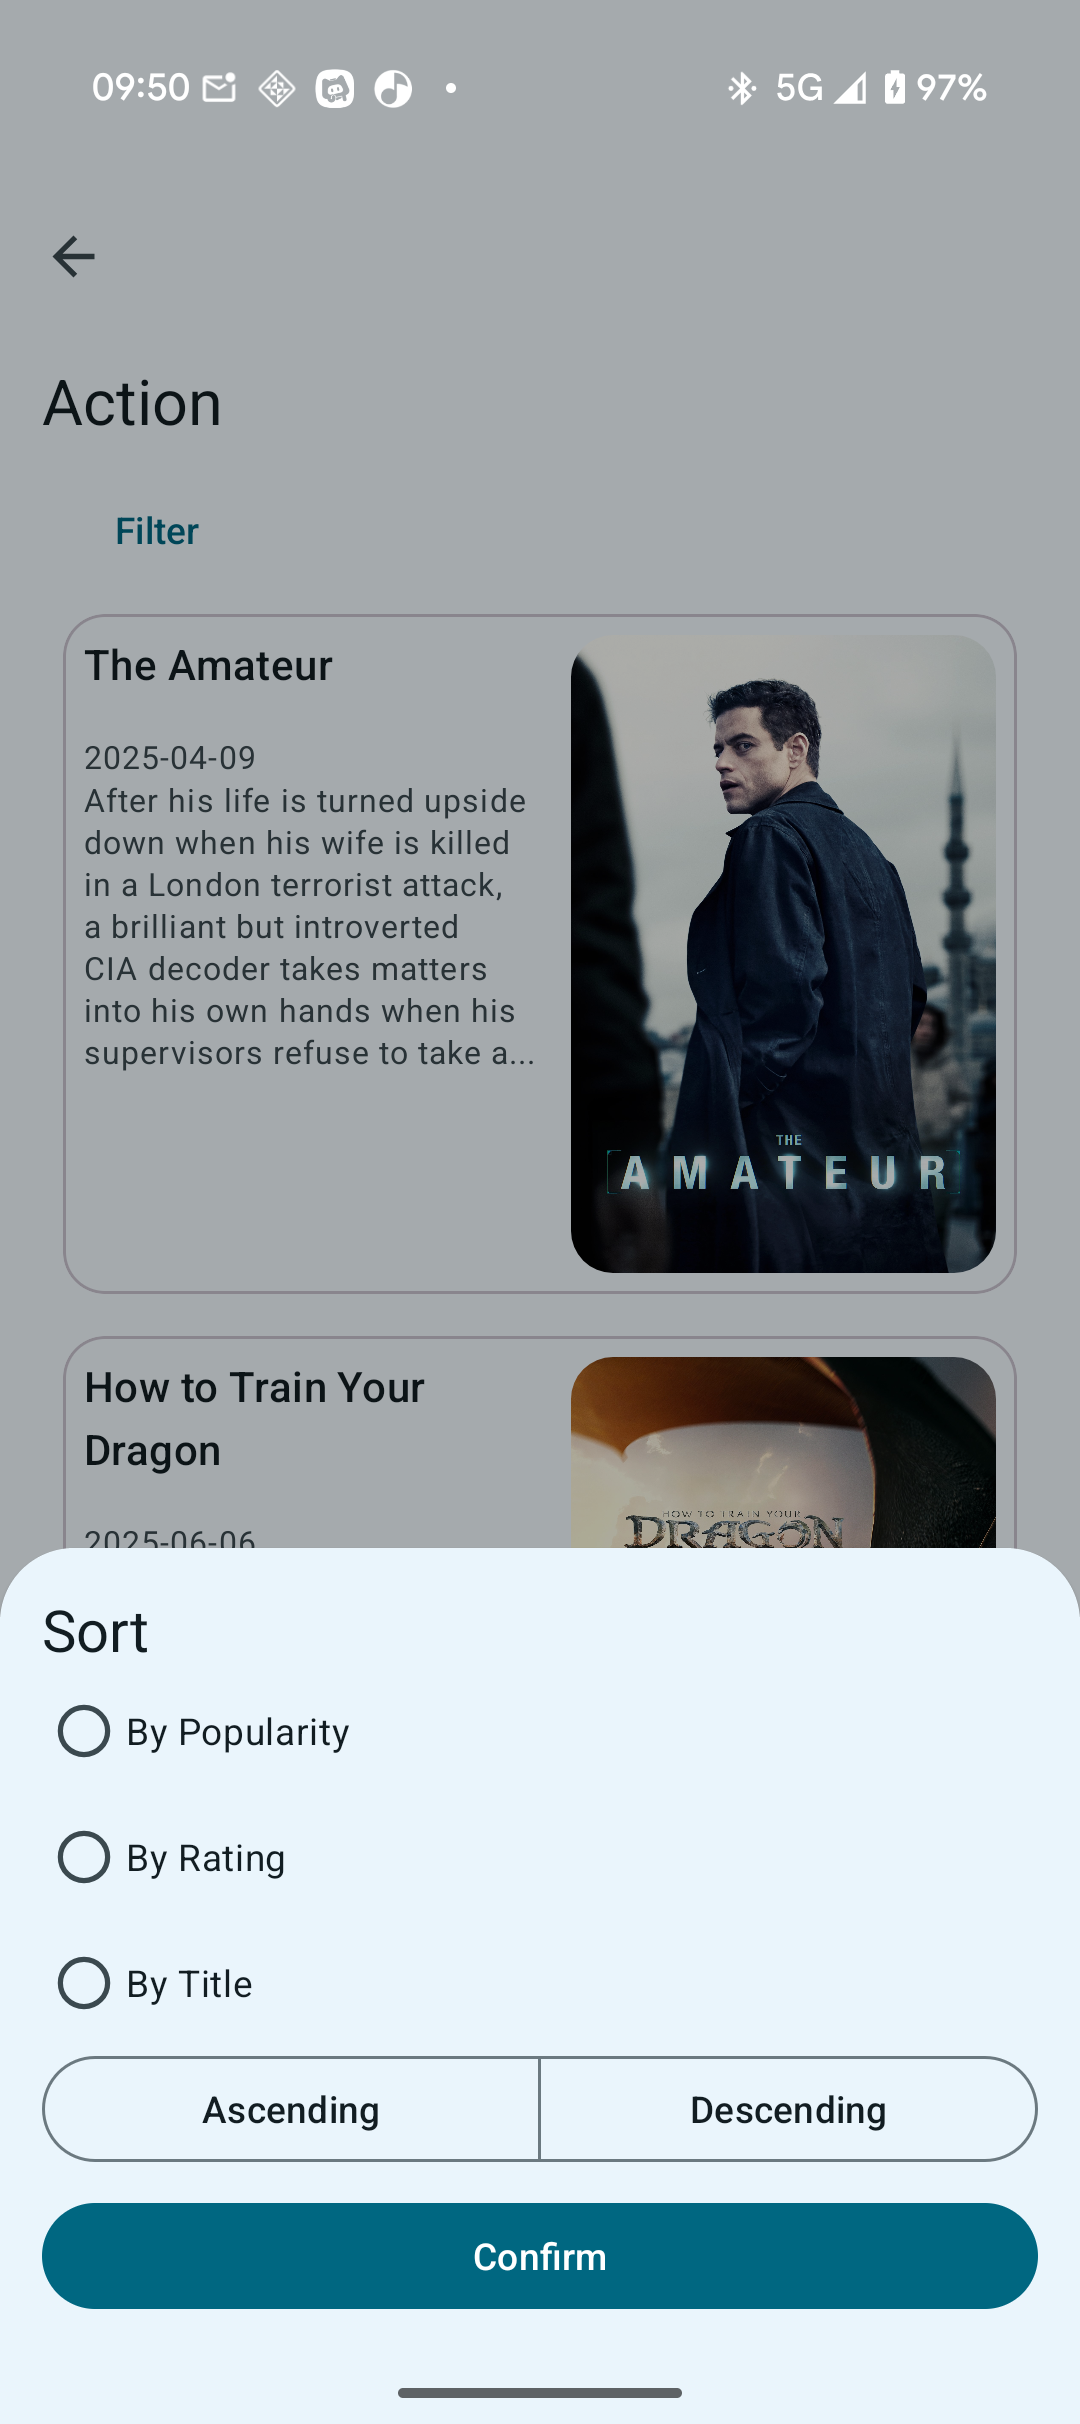 09:50
5G
97%
Action
Filter
The Amateur
2025-04-09
After his life is turned upside
down when his wife is killed
in a London terrorist attack,
a brilliant but introverted
CIA decoder takes matters
into his own hands when his
supervisors refuse to take a...
THE
AMATEUR
How to Train Your
Dragon
2025-06-06
HOW TO TRAIN YOUR
DRAGON
Sort
By Popularity
By Rating
By Title
Ascending
Descending
Confirm